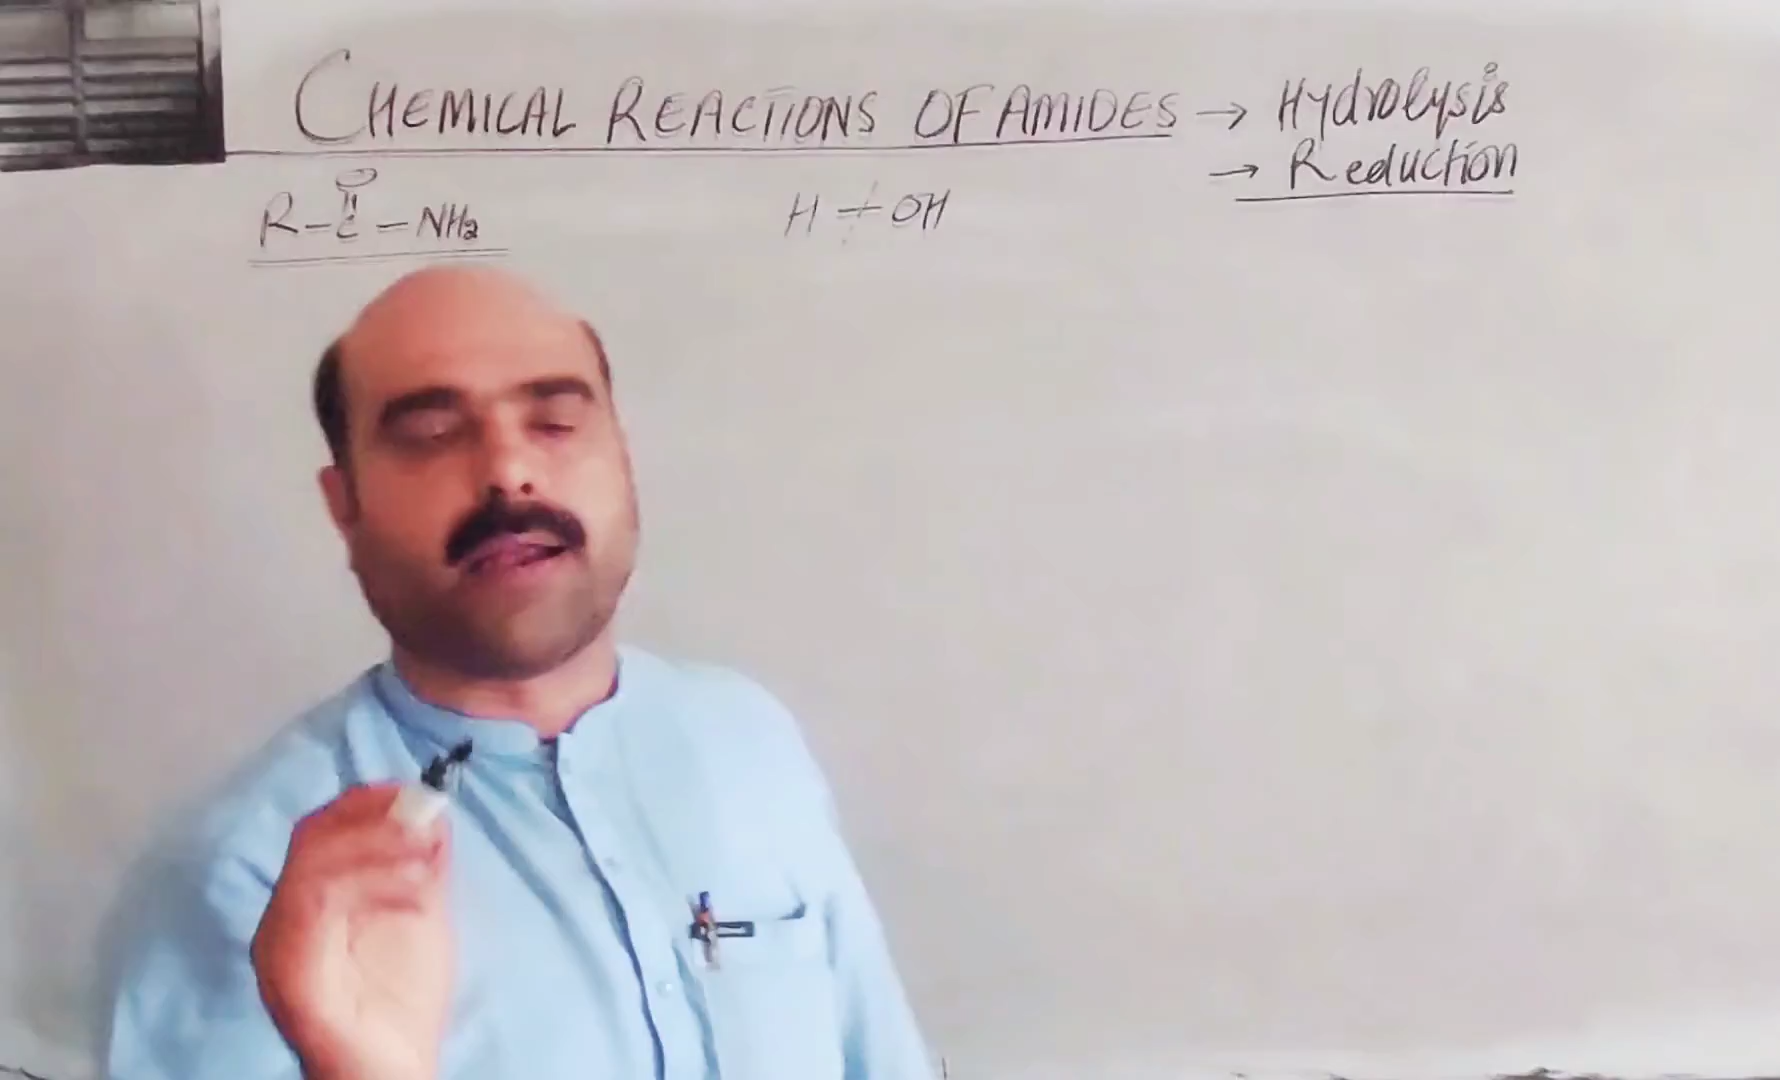 CHEMICAL REACTIONS OF AMIDES → Hydrolysis
→ Reduction
O
R-C-NH₂
H-OH